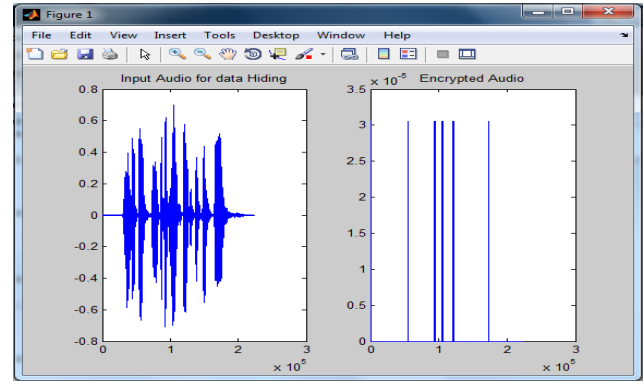 Figure 1
File Edit View Insert Tools Desktop Window Help
Input Audio for data Hiding
0.8
0.6
0.4
0.2
0
-0.2
-0.4
-0.6
-0.8
0 1 2 3
x 10^5
x 10^-5 Encrypted Audio
3.5
3
2.5
2
1.5
1
0.5
0
0 1 2 3
x 10^5